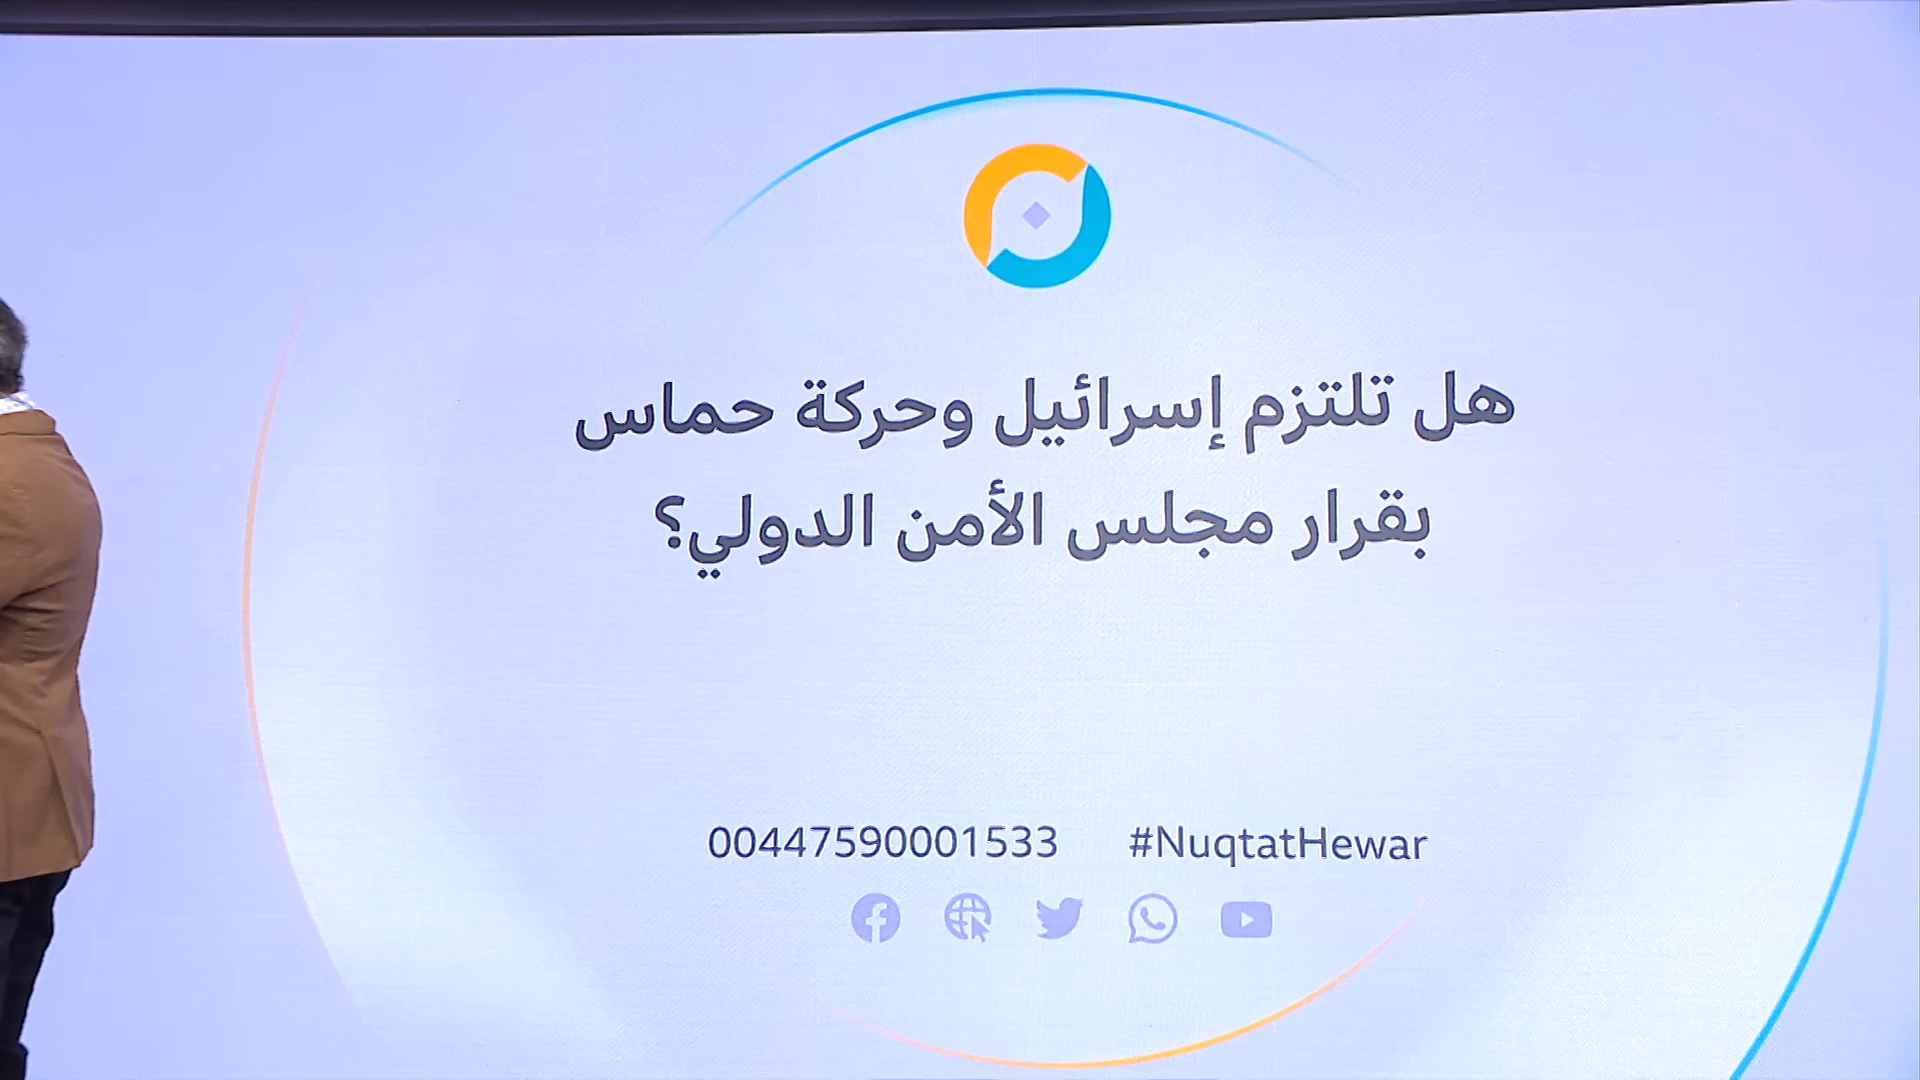 هل تلتزم إسرائيل وحركة حماس
بقرار مجلس الأمن الدولي؟
00447590001533 #NuqtatHewar